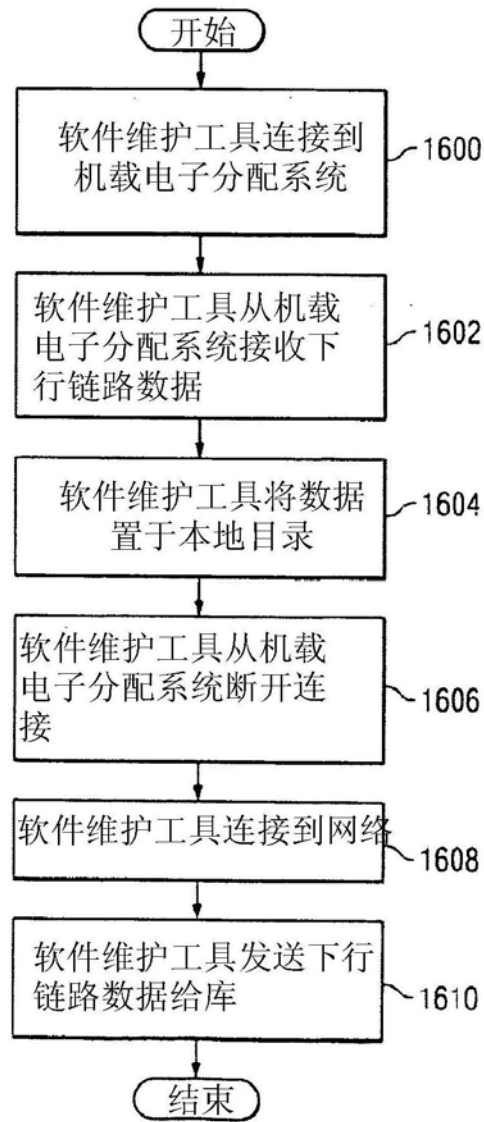 开始
软件维护工具连接到
机载电子分配系统
1600
软件维护工具从机载
电子分配系统接收下
行链路数据
1602
软件维护工具将数据
置于本地目录
1604
软件维护工具从机载
电子分配系统断开连
接
1606
软件维护工具连接到网络
1608
软件维护工具发送下行
链路数据给库
1610
结束